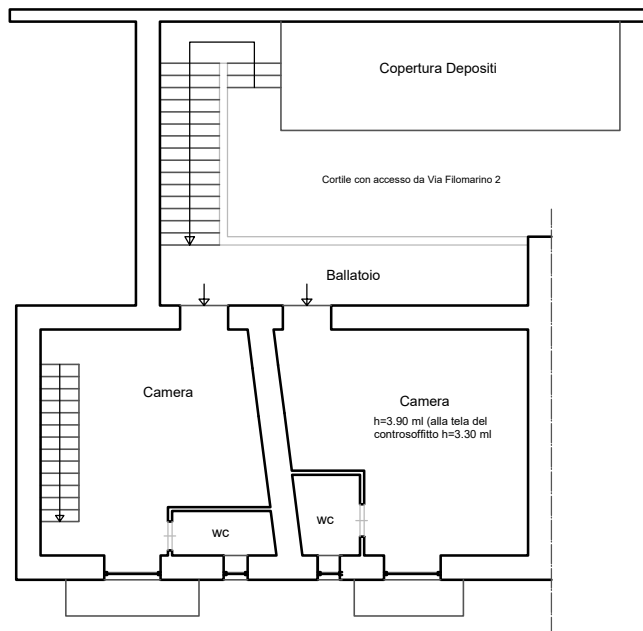 Copertura Depositi
Cortile con accesso da Via Filomarino 2
Ballatoio
Camera
Camera
h=3.90 ml (alla tela del
controsoffitto h=3.30 ml
wc
wc